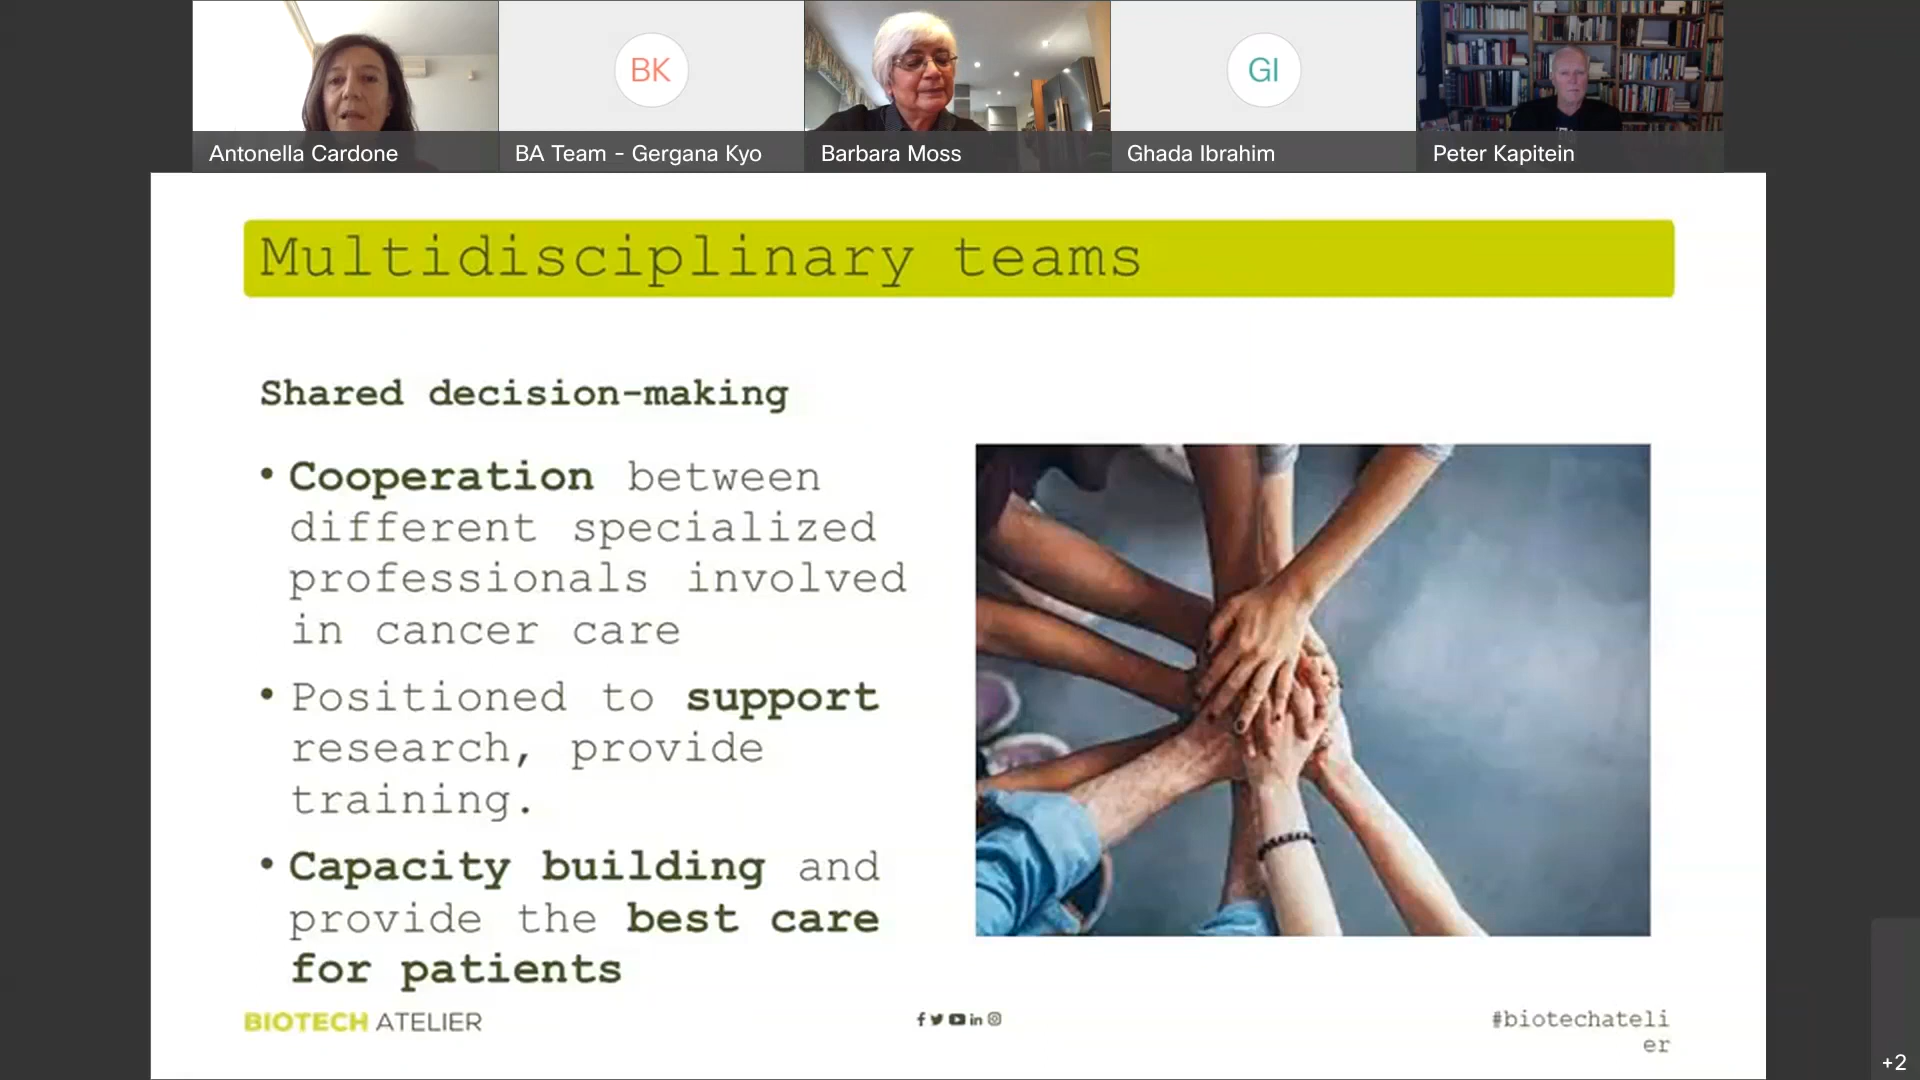 BK
GI
Antonella Cardone
BA Team - Gergana Kyo
Barbara Moss
Ghada Ibrahim
Peter Kapitein
Multidisciplinary teams
Shared decision-making
• Cooperation between
different specialized
professionals involved
in cancer care
• Positioned to support
research, provide
training.
• Capacity building and
provide the best care
for patients
BIOTECH ATELIER
#biotechateli
er
+2